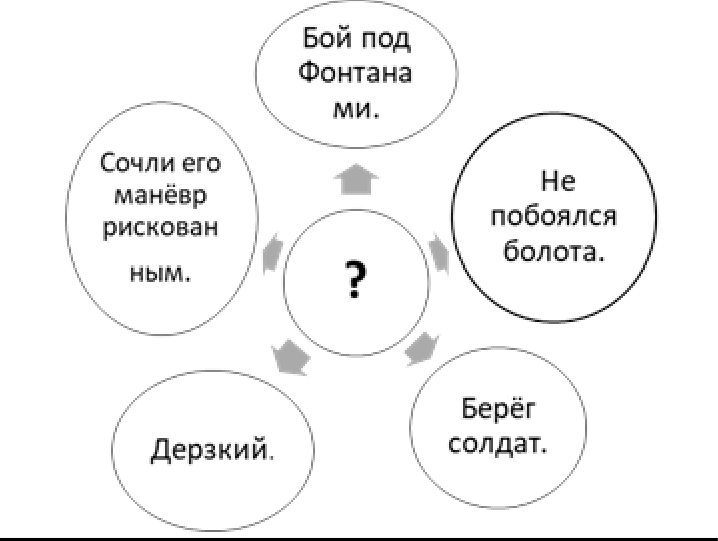 Бой под
Фонтана
ми.
Сочли его
манёвр
рискован
ным.
Не
побоялся
болота.
?
Берёг
солдат.
Дерзкий.